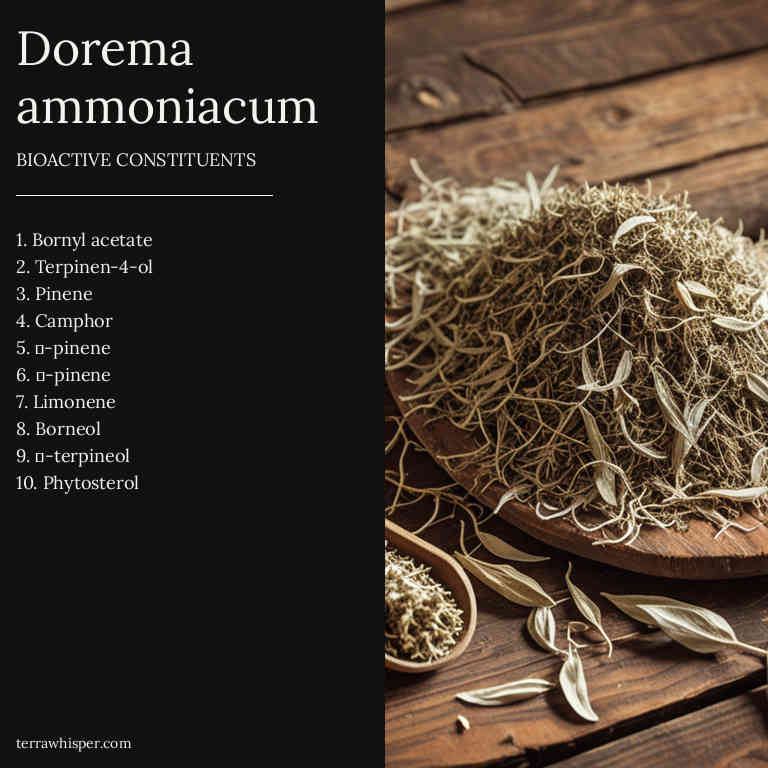 Dorema
ammoniacum
BIOACTIVE CONSTITUENTS
1. Bornyl acetate
2. Terpinen-4-ol
3. Pinene
4. Camphor
5. □-pinene
6. □-pinene
7. Limonene
8. Borneol
9. □-terpineol
10. Phytosterol
terrawhisper.com